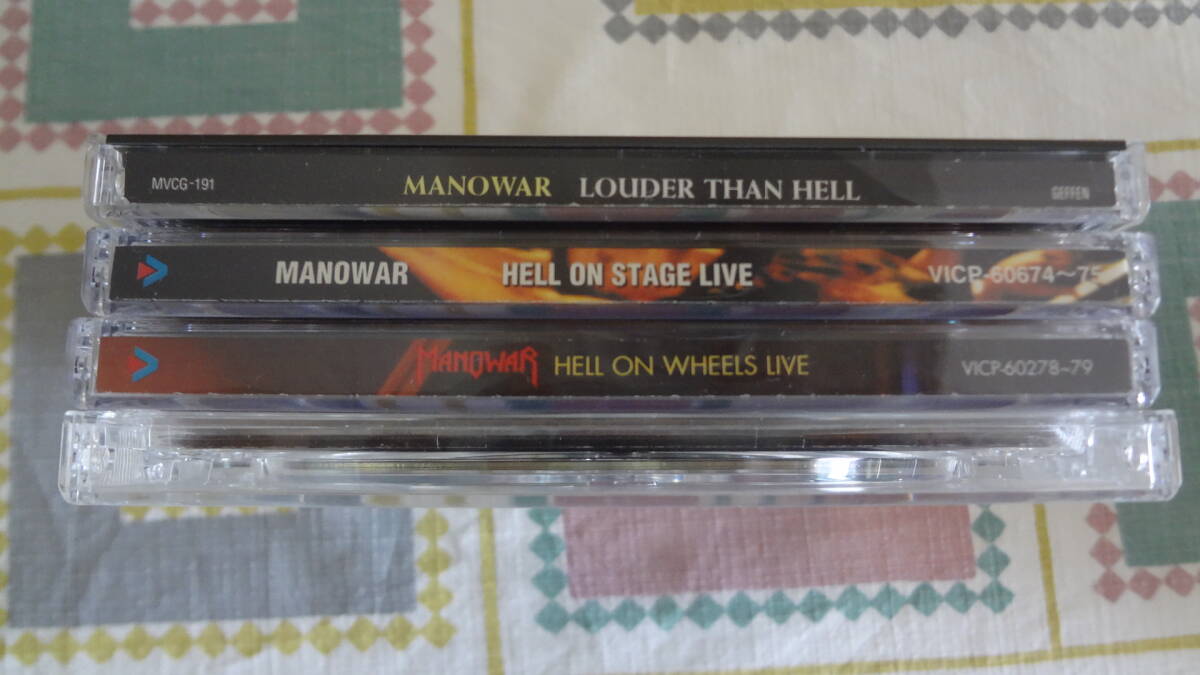 MVCG-191 MANOWAR LOUDER THAN HELL GEFFEN
MANOWAR HELL ON STAGE LIVE VICP-60674~75
MANOWAR HELL ON WHEELS LIVE VICP-60278~79